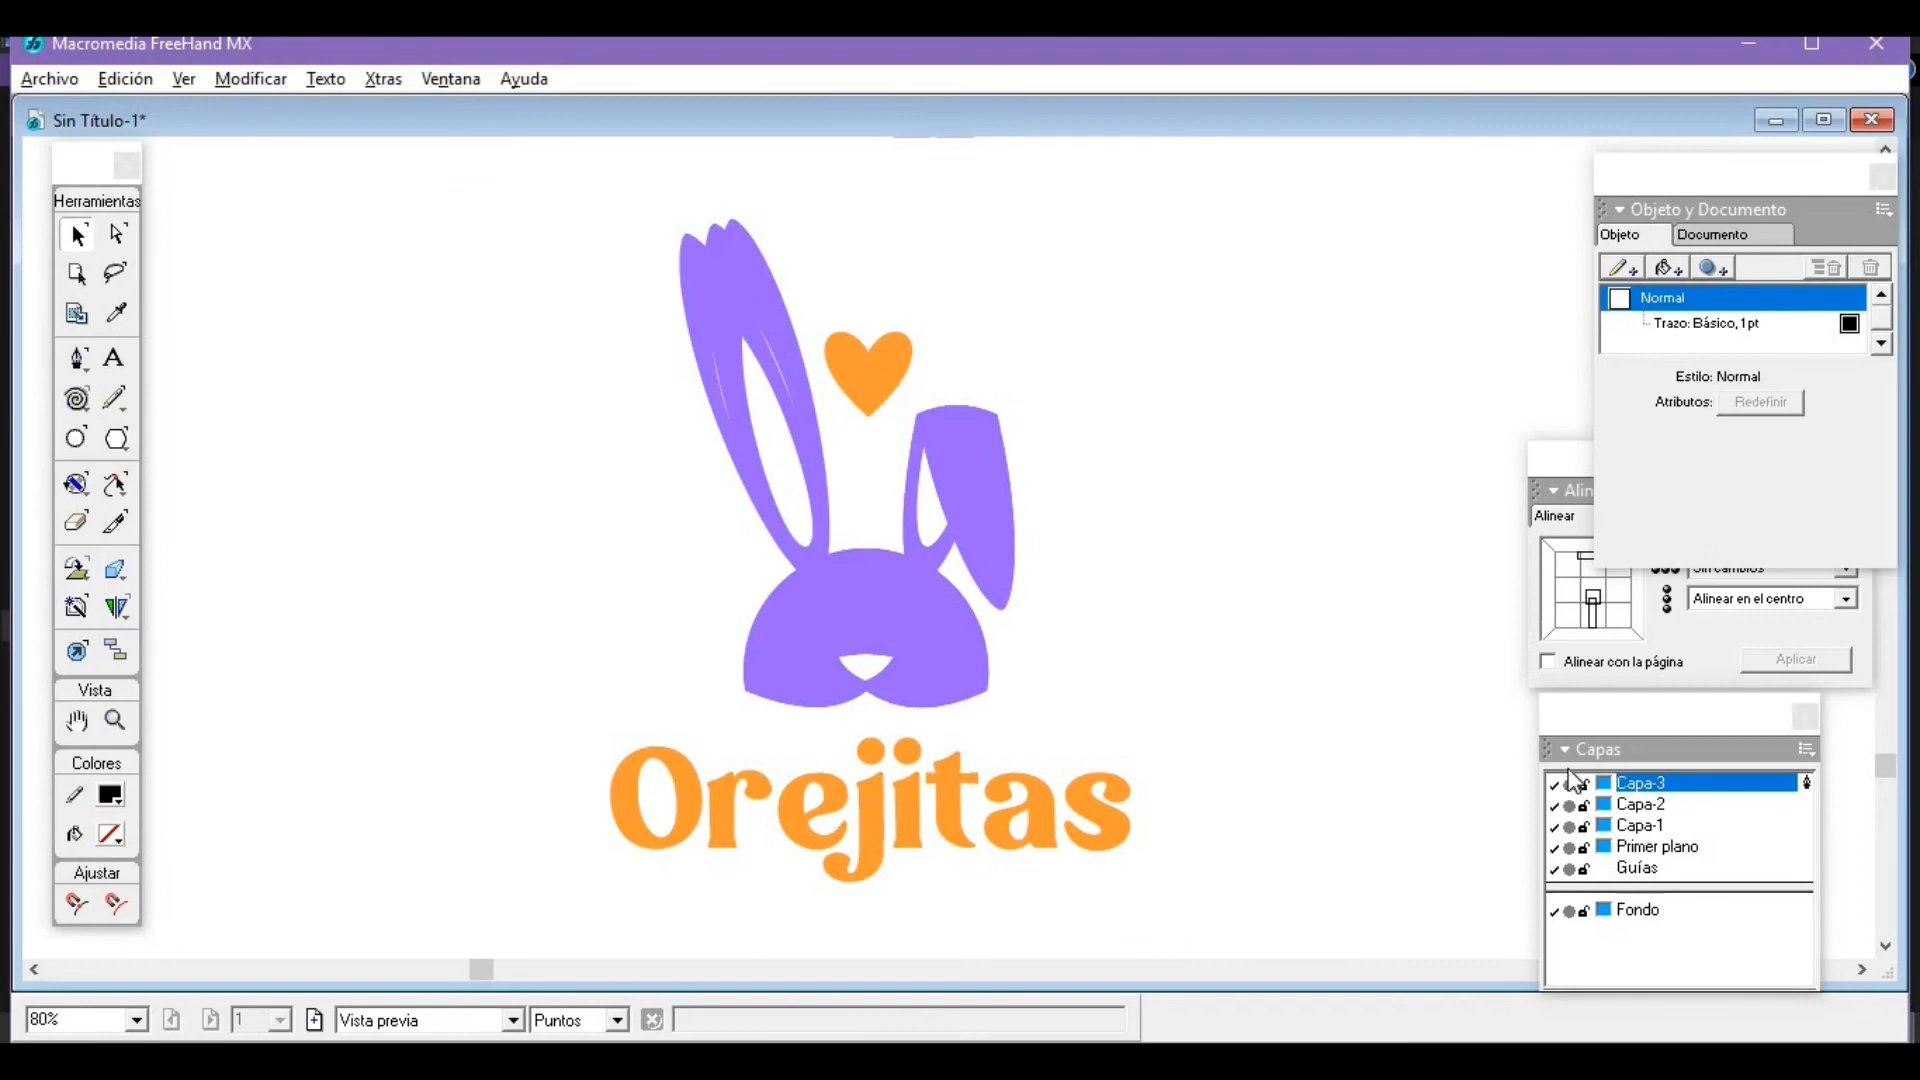 Macromedia FreeHand MX
Archivo Edición Ver Modificar Texto Xtras Ventana Ayuda
Sin Título-1*
Herramientas
Vista
Colores
Ajustar
Orejitas
Objeto y Documento
Objeto Documento
Normal
Trazo: Básico, 1pt
Estilo: Normal
Atributos: Redefinir
Alin
Alinear
Sin cambios
Alinear en el centro
Alinear con la página Aplicar
Capas
Capa-3
Capa-2
Capa-1
Primer plano
Guías
Fondo
80% 1 Vista previa Puntos